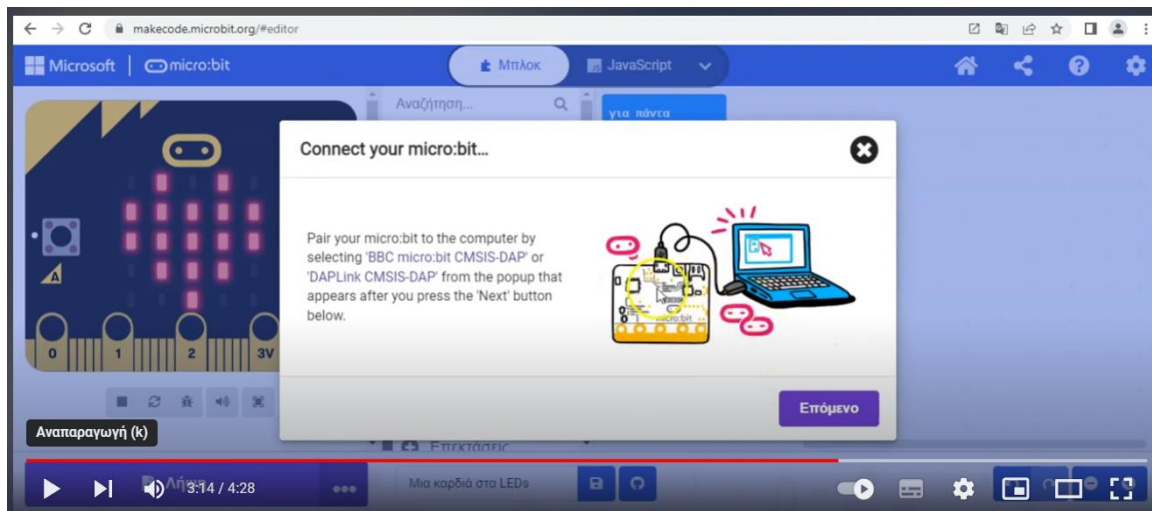 makecode.microbit.org/#editor
Microsoft | micro:bit
Μπλοκ
JavaScript
Αναζήτηση...
για πάντα
Connect your micro:bit...
Pair your micro:bit to the computer by
selecting 'BBC micro:bit CMSIS-DAP' or
'DAPLink CMSIS-DAP' from the popup that
appears after you press the 'Next' button
below.
micro:bit
A
0 1 2 3V
Επόμενο
Αναπαραγωγή (k)
Επεκτάσεις
3:14 / 4:28
Μια καρδιά στα LEDs